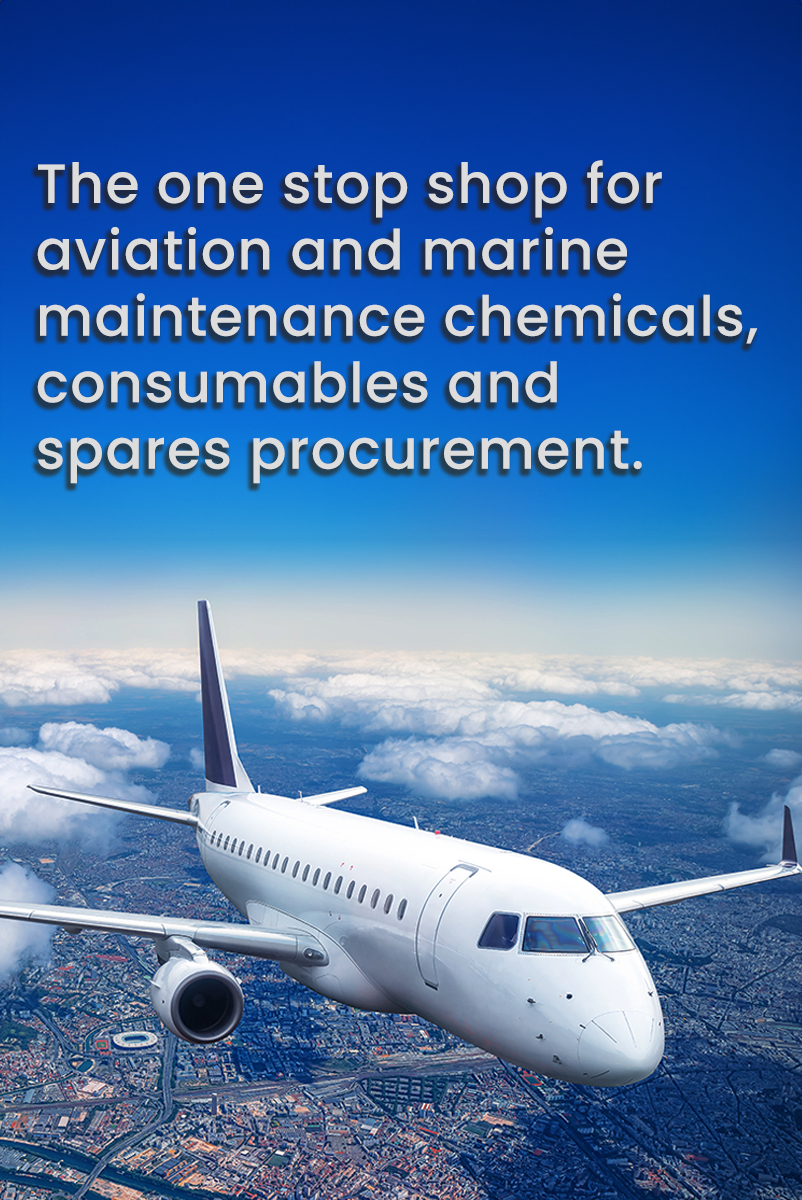 The one stop shop for
aviation and marine
maintenance chemicals,
consumables and
spares procurement.